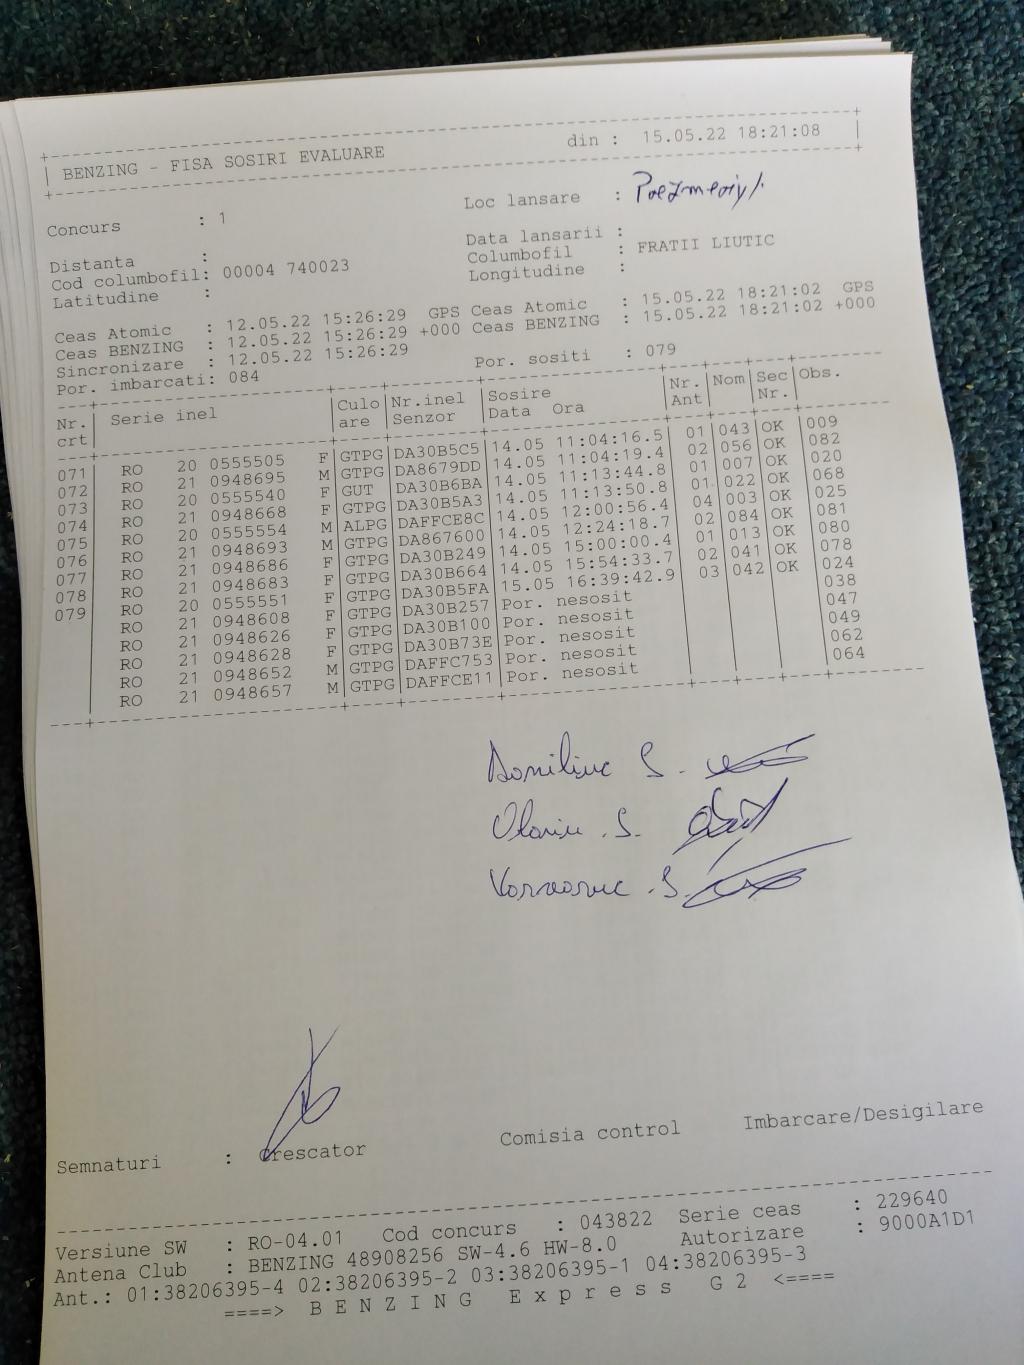 BENZING - FISA SOSIRI EVALUARE din : 15.05.22 18:21:08
Concurs : 1 Loc lansare :
Data lansarii :
Distanta : Columbofil : FRATII LIUTIC
Cod columbofil: 00004 740023 Longitudine :
Latitudine :
Ceas Atomic : 12.05.22 15:26:29 GPS Ceas Atomic : 15.05.22 18:21:02 GPS
Ceas BENZING : 12.05.22 15:26:29 +000 Ceas BENZING : 15.05.22 18:21:02 +000
Sincronizare : 12.05.22 15:26:29
Por. imbarcati: 084 Por. sositi : 079
Nr. Serie inel Culo Nr.inel Sosire Nr. Nom Sec Obs.
crt are Senzor Data Ora Ant Nr.
071 RO 20 0555505 F GTPG DA30B5C5 14.05 11:04:16.5 01 043 OK 009
072 RO 21 0948695 M GTPG DA8679DD 14.05 11:04:19.4 02 056 OK 082
073 RO 20 0555540 F GUT DA30B6BA 14.05 11:13:44.8 01 007 OK 020
074 RO 21 0948668 F GTPG DA30B5A3 14.05 11:13:50.8 01 022 OK 068
075 RO 20 0555554 M ALPG DAFFCE8C 14.05 12:00:56.4 04 003 OK 025
076 RO 21 0948693 M GTPG DA867600 14.05 12:24:18.7 02 084 OK 081
077 RO 21 0948686 F GTPG DA30B249 14.05 15:00:00.4 01 013 OK 080
078 RO 21 0948683 F GTPG DA30B664 14.05 15:54:33.7 02 041 OK 078
079 RO 20 0555551 F GTPG DA30B5FA 15.05 16:39:42.9 03 042 OK 024
RO 21 0948608 F GTPG DA30B257 Por. nesosit 038
RO 21 0948626 F GTPG DA30B100 Por. nesosit 047
RO 21 0948628 F GTPG DA30B73E Por. nesosit 049
RO 21 0948652 M GTPG DAFFC753 Por. nesosit 062
RO 21 0948657 M GTPG DAFFCE11 Por. nesosit 064
S.
S.
S.
Semnaturi : Crescator Comisia control Imbarcare/Desigilare
Versiune SW : RO-04.01 Cod concurs : 043822 Serie ceas : 229640
Antena Club : BENZING 48908256 SW-4.6 HW-8.0 Autorizare : 9000A1D1
Ant.: 01:38206395-4 02:38206395-2 03:38206395-1 04:38206395-3
====> B E N Z I N G E x p r e s s G 2 <====